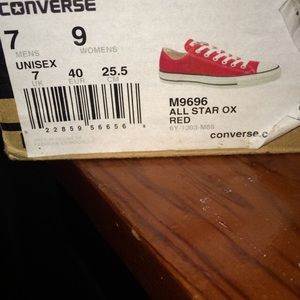 CONVERSE
7 9
MENS WOMENS
UNISEX 7 40 25.5
UK EUR CM
M9696
ALL STAR OX
RED
converse.c
0 22859 56656